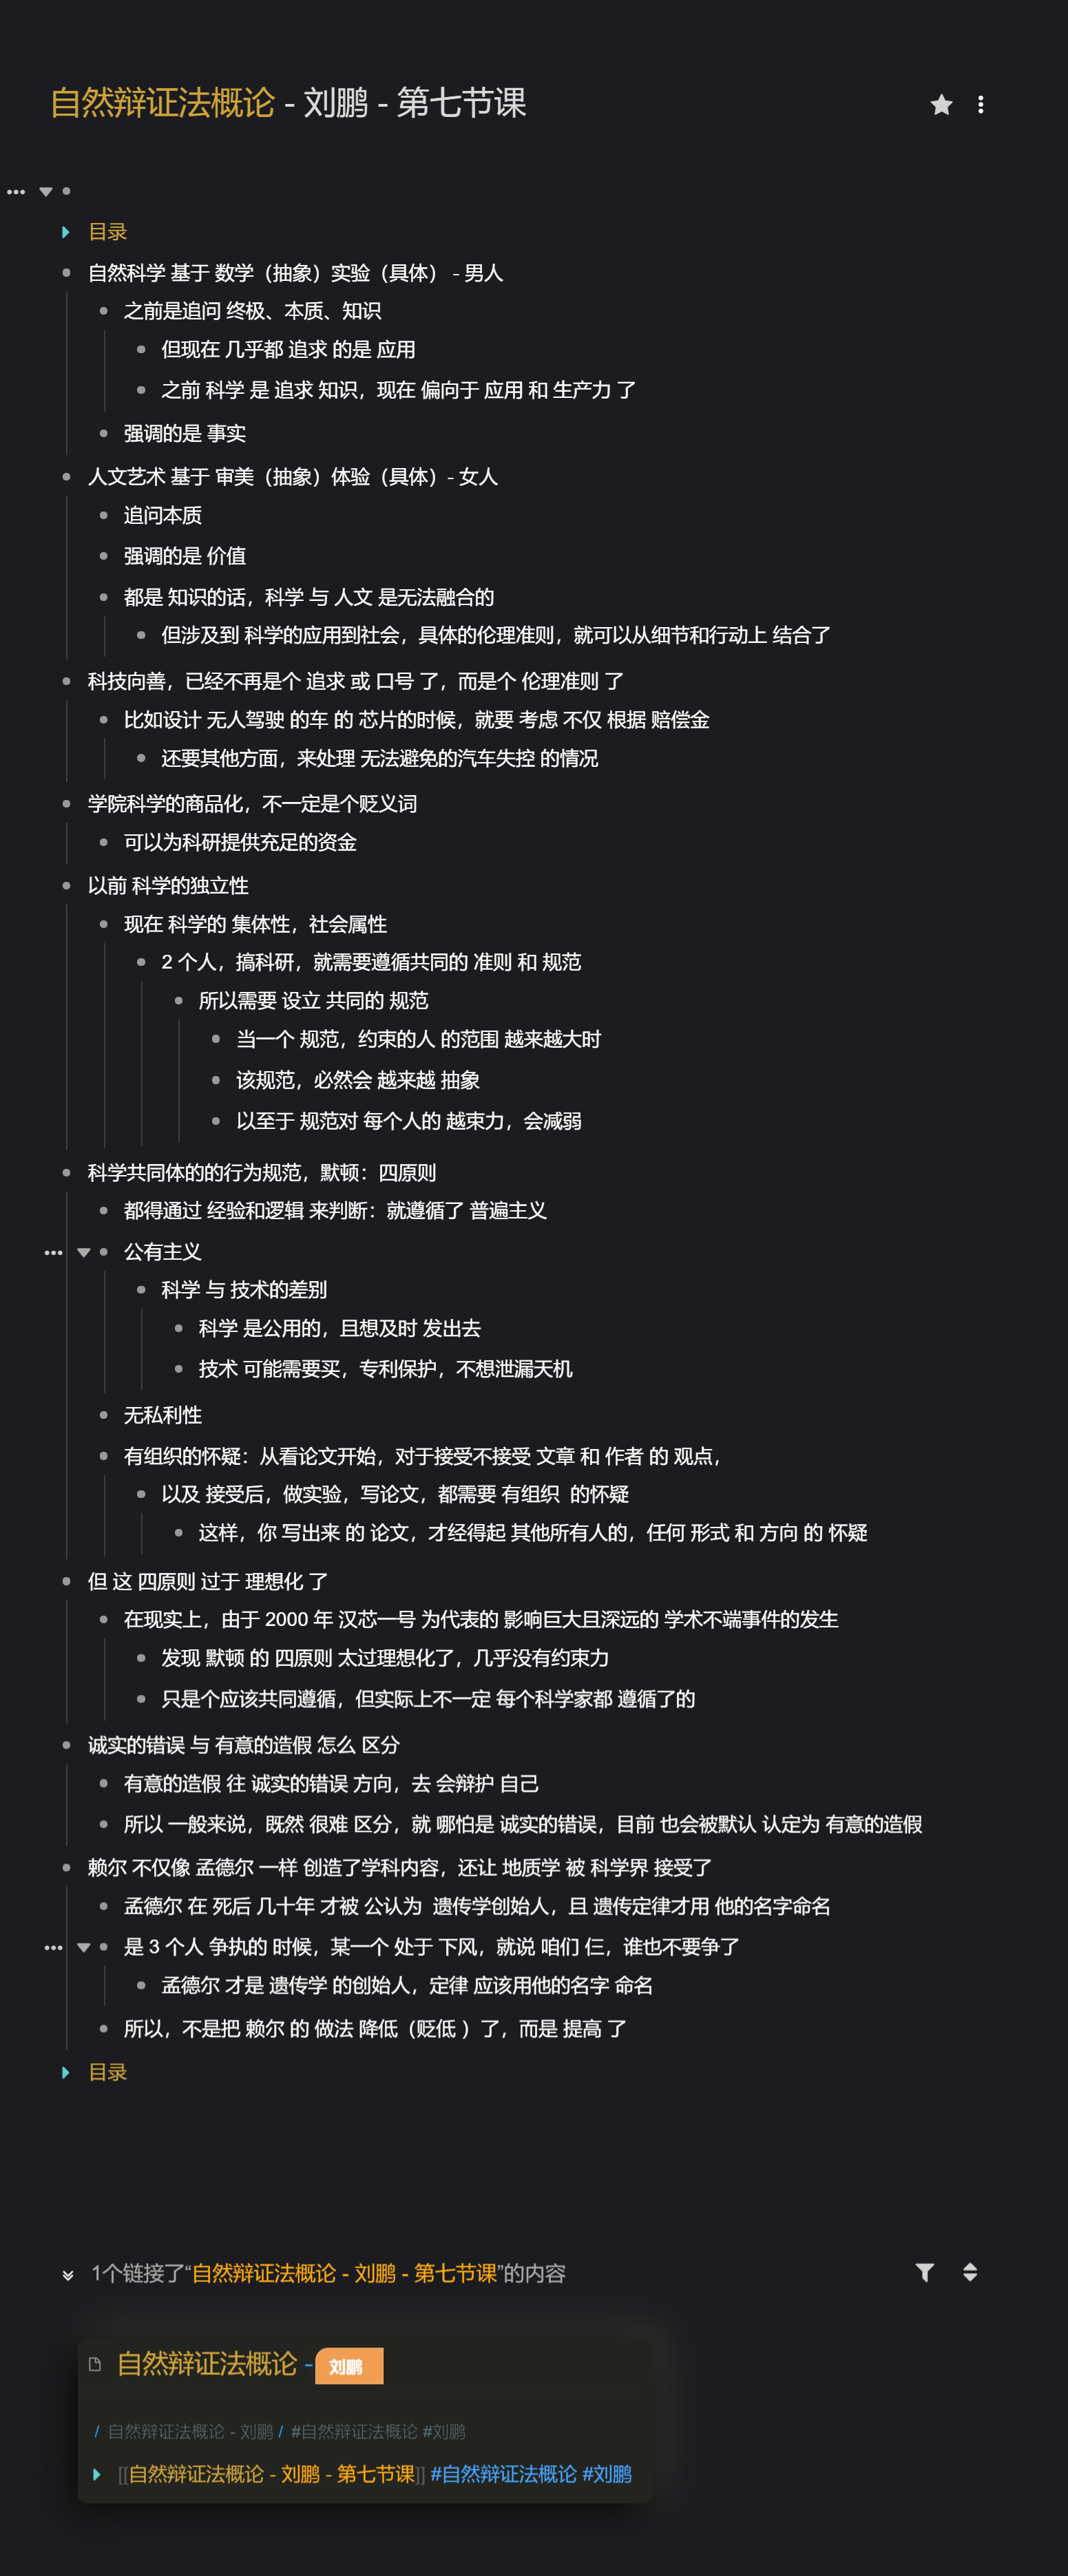 自然辩证法概论 - 刘鹏 - 第七节课
目录
自然科学 基于 数学（抽象）实验（具体） - 男人
之前是追问 终极、本质、知识
但现在 几乎都 追求 的是 应用
之前 科学 是 追求 知识，现在 偏向于 应用 和 生产力 了
强调的是 事实
人文艺术 基于 审美（抽象）体验（具体）- 女人
追问本质
强调的是 价值
都是 知识的话，科学 与 人文 是无法融合的
但涉及到 科学的应用到社会，具体的伦理准则，就可以从细节和行动上 结合了
科技向善，已经不再是个 追求 或 口号 了，而是个 伦理准则 了
比如设计 无人驾驶 的车 的 芯片的时候，就要 考虑 不仅 根据 赔偿金
还要其他方面，来处理 无法避免的汽车失控 的情况
学院科学的商品化，不一定是个贬义词
可以为科研提供充足的资金
以前 科学的独立性
现在 科学的 集体性，社会属性
2 个人，搞科研，就需要遵循共同的 准则 和 规范
所以需要 设立 共同的 规范
当一个 规范，约束的人 的范围 越来越大时
该规范，必然会 越来越 抽象
以至于 规范对 每个人的 越束力，会减弱
科学共同体的的行为规范，默顿：四原则
都得通过 经验和逻辑 来判断：就遵循了 普遍主义
公有主义
科学 与 技术的差别
科学 是公用的，且想及时 发出去
技术 可能需要买，专利保护，不想泄漏天机
无私利性
有组织的怀疑：从看论文开始，对于接受不接受 文章 和 作者 的 观点，
以及 接受后，做实验，写论文，都需要 有组织 的怀疑
这样，你 写出来 的 论文，才经得起 其他所有人的，任何 形式 和 方向 的 怀疑
但 这 四原则 过于 理想化 了
在现实上，由于 2000 年 汉芯一号 为代表的 影响巨大且深远的 学术不端事件的发生
发现 默顿 的 四原则 太过理想化了，几乎没有约束力
只是个应该共同遵循，但实际上不一定 每个科学家都 遵循了的
诚实的错误 与 有意的造假 怎么 区分
有意的造假 往 诚实的错误 方向，去 会辩护 自己
所以 一般来说，既然 很难 区分，就 哪怕是 诚实的错误，目前 也会被默认 认定为 有意的造假
赖尔 不仅像 孟德尔 一样 创造了学科内容，还让 地质学 被 科学界 接受了
孟德尔 在 死后 几十年 才被 公认为 遗传学创始人，且 遗传定律才用 他的名字命名
是 3 个人 争执的 时候，某一个 处于 下风，就说 咱们 仨，谁也不要争了
孟德尔 才是 遗传学 的创始人，定律 应该用他的名字 命名
所以，不是把 赖尔 的 做法 降低（贬低 ）了，而是 提高 了
目录
1个链接了“自然辩证法概论 - 刘鹏 - 第七节课”的内容
自然辩证法概论 - 刘鹏
/ 自然辩证法概论 - 刘鹏 / #自然辩证法概论 #刘鹏
[[自然辩证法概论 - 刘鹏 - 第七节课]] #自然辩证法概论 #刘鹏